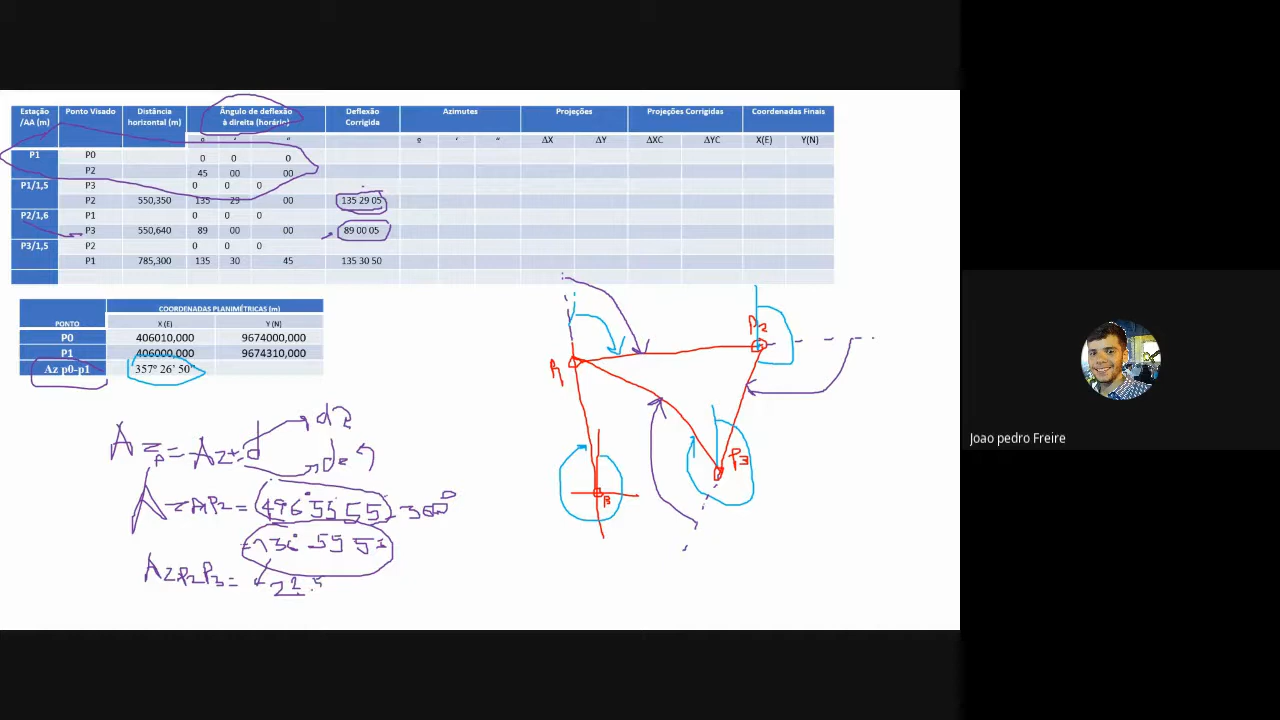 Estação /AA (m) Ponto Visado Distância horizontal (m) Ângulo de deflexão à direita (horário) Deflexão Corrigida Azimutes Projeções Projeções Corrigidas Coordenadas Finais
º ‘ “ º ‘ “ ΔX ΔY ΔXC ΔYC X(E) Y(N)
P1 P0 0 0 0
P2 45 00 00
P1/1,5 P3 0 0 0
P2 550,350 135 29 00 135 29 05
P2/1,6 P1 0 0 0
P3 550,640 89 00 00 89 00 05
P3/1,5 P2 0 0 0
P1 785,300 135 30 45 135 30 50
PONTO COORDENADAS PLANIMÉTRICAS (m)
X (E) Y (N)
P0 406010,000 9674000,000
P1 406000,000 9674310,000
Az p0-p1 357º 26' 50"
P1
P2
P3
Joao pedro Freire